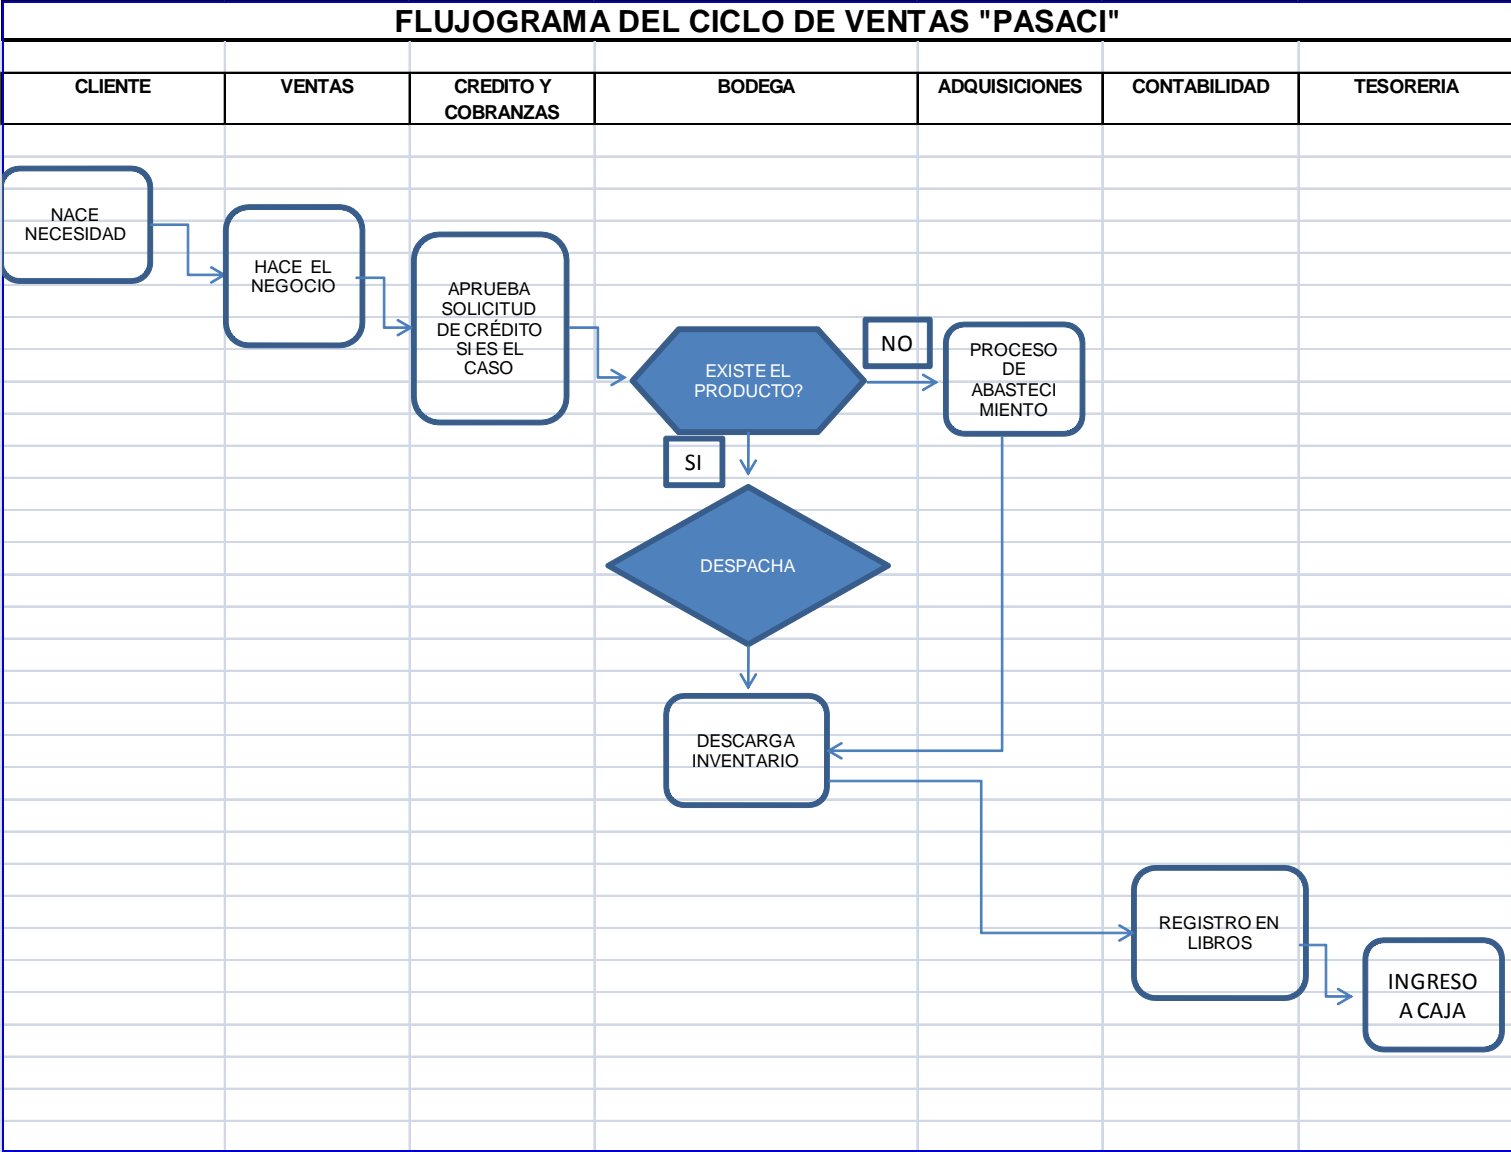 FLUJOGRAMA DEL CICLO DE VENTAS "PASACI"
CLIENTE
VENTAS
CREDITO Y
COBRANZAS
BODEGA
ADQUISICIONES
CONTABILIDAD
TESORERIA
NACE
NECESIDAD
HACE EL
NEGOCIO
APRUEBA
SOLICITUD
DE CRÉDITO
SI ES EL
CASO
EXISTE EL
PRODUCTO?
NO
PROCESO
DE
ABASTECI
MIENTO
SI
DESPACHA
DESCARGA
INVENTARIO
REGISTRO EN
LIBROS
INGRESO
A CAJA